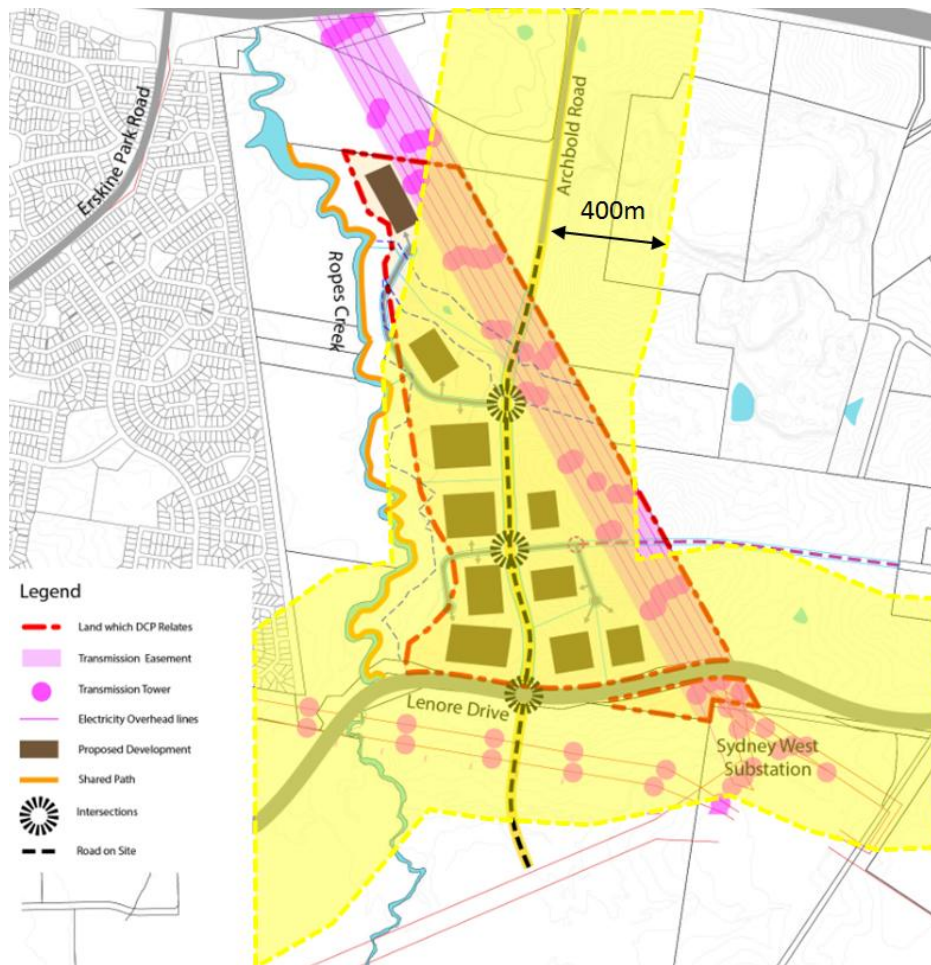 Erskine Park Road
Archbold Road
400m
Ropes Creek
Legend
Land which DCP Relates
Transmission Easement
Transmission Tower
Electricity Overhead lines
Proposed Development
Shared Path
Intersections
Road on Site
Lenore Drive
Sydney West
Substation